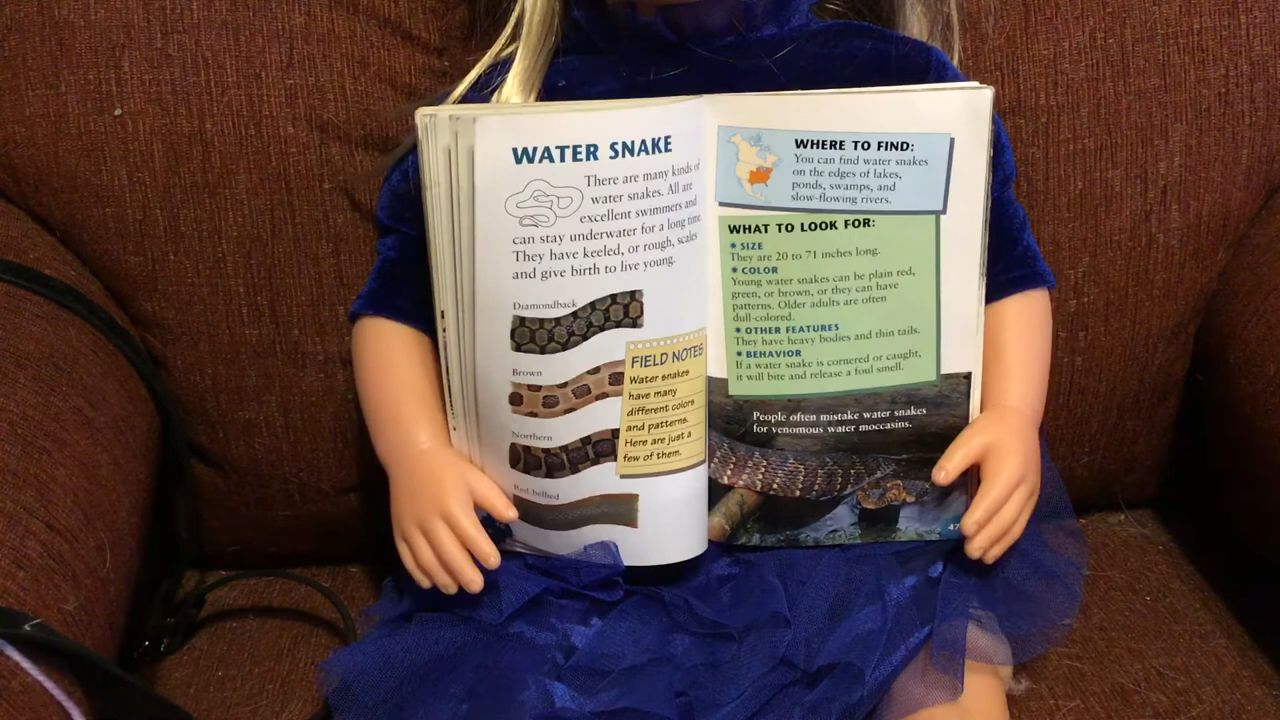 WATER SNAKE
There are many kinds of
water snakes. All are
excellent swimmers and
can stay underwater for a long time.
They have keeled, or rough, scales
and give birth to live young.
Diamondback
Brown
Northern
Red-bellied
FIELD NOTES
Water snakes
have many
different colors
and patterns.
Here are just a
few of them.
WHERE TO FIND:
You can find water snakes
on the edges of lakes,
ponds, swamps, and
slow-flowing rivers.
WHAT TO LOOK FOR:
* SIZE
They are 20 to 71 inches long.
* COLOR
Young water snakes can be plain red,
green, or brown, or they can have
patterns. Older adults are often
dull-colored.
* OTHER FEATURES
They have heavy bodies and thin tails.
* BEHAVIOR
If a water snake is cornered or caught,
it will bite and release a foul smell.
People often mistake water snakes
for venomous water moccasins.
47